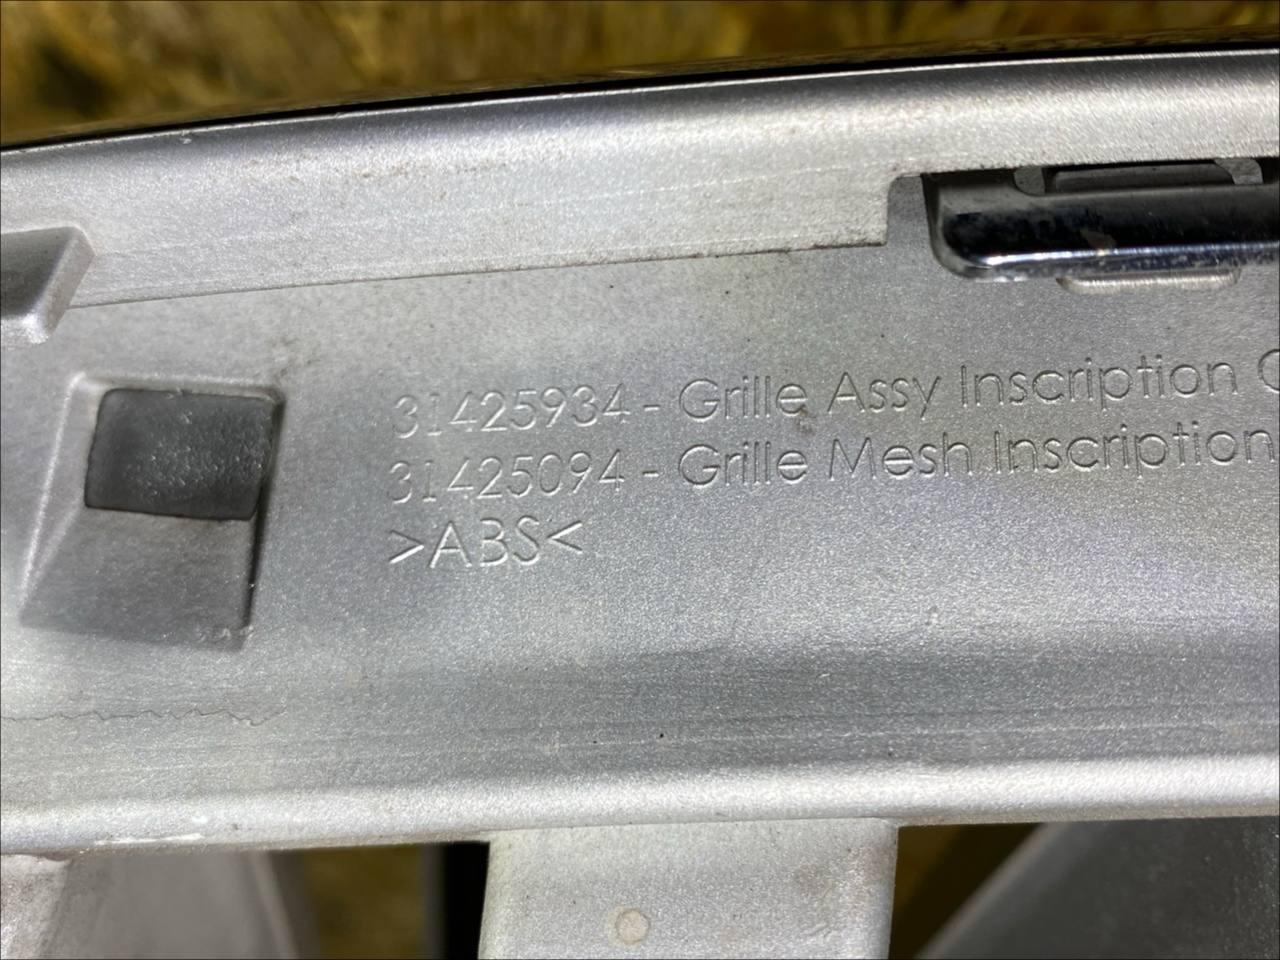 31425934 - Grille Assy Inscription
31425094 - Grille Mesh Inscription
>ABS<